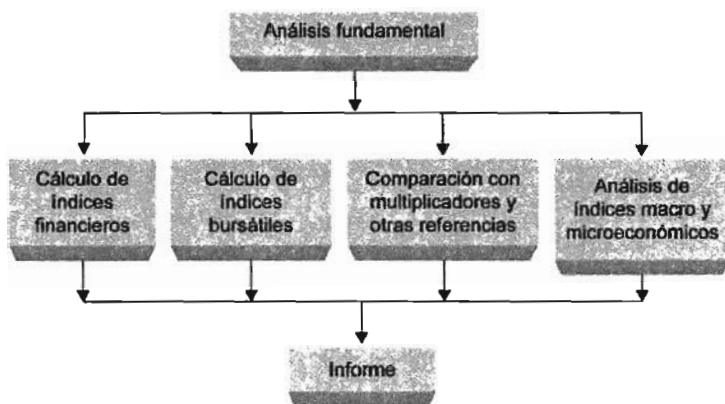 Análisis fundamental
Cálculo de
índices
financieros
Cálculo de
índices
bursátiles
Comparación con
multiplicadores y
otras referencias
Análisis de
índices macro y
microeconómicos
Informe